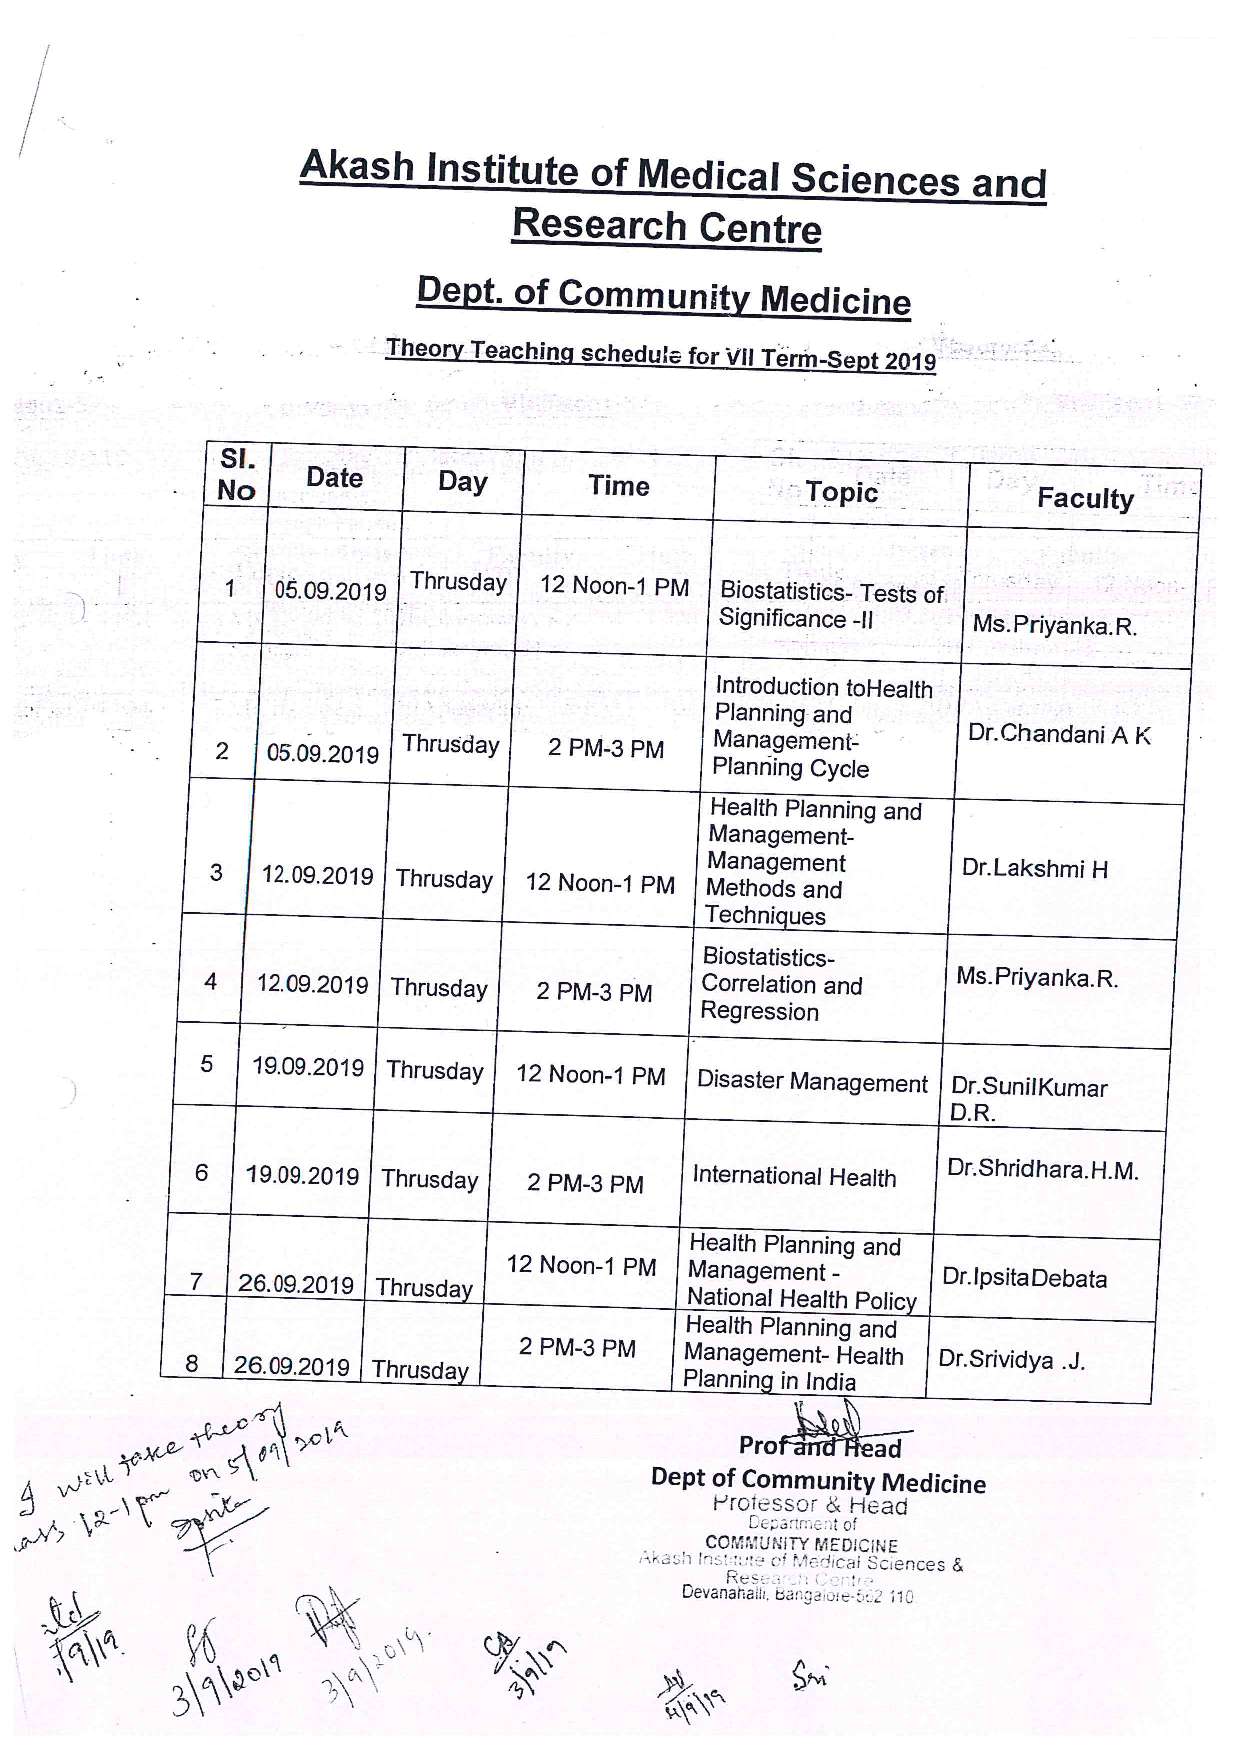 Akash Institute of Medical Sciences and
Research Centre
Dept. of Community Medicine
Theory Teaching schedule for VII Term-Sept 2019
Sl. No Date Day Time Topic Faculty
1 05.09.2019 Thrusday 12 Noon-1 PM Biostatistics- Tests of
Significance -II Ms.Priyanka.R.
2 05.09.2019 Thrusday 2 PM-3 PM Introduction toHealth
Planning and
Management-
Planning Cycle Dr.Chandani A K
3 12.09.2019 Thrusday 12 Noon-1 PM Health Planning and
Management-
Management
Methods and
Techniques Dr.Lakshmi H
4 12.09.2019 Thrusday 2 PM-3 PM Biostatistics-
Correlation and
Regression Ms.Priyanka.R.
5 19.09.2019 Thrusday 12 Noon-1 PM Disaster Management Dr.SunilKumar
D.R.
6 19.09.2019 Thrusday 2 PM-3 PM International Health Dr.Shridhara.H.M.
7 26.09.2019 Thrusday 12 Noon-1 PM Health Planning and
Management -
National Health Policy Dr.IpsitaDebata
8 26.09.2019 Thrusday 2 PM-3 PM Health Planning and
Management- Health
Planning in India Dr.Srividya .J.
I will take theory
class 12-1pm on 5/09/2019
Ipsita
Prof and Head
Dept of Community Medicine
Professor & Head
Department of
COMMUNITY MEDICINE
Akash Institute of Medical Sciences &
Research Centre
Devanahalli, Bangalore-562 110
3/9/2019
3/9/2019.
3/9/19
4/9/19
Sri